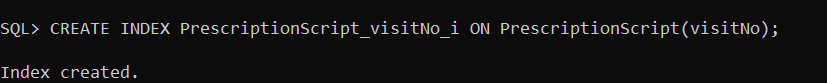 SQL> CREATE INDEX PrescriptionScript_visitNo_i ON PrescriptionScript(visitNo);
Index created.